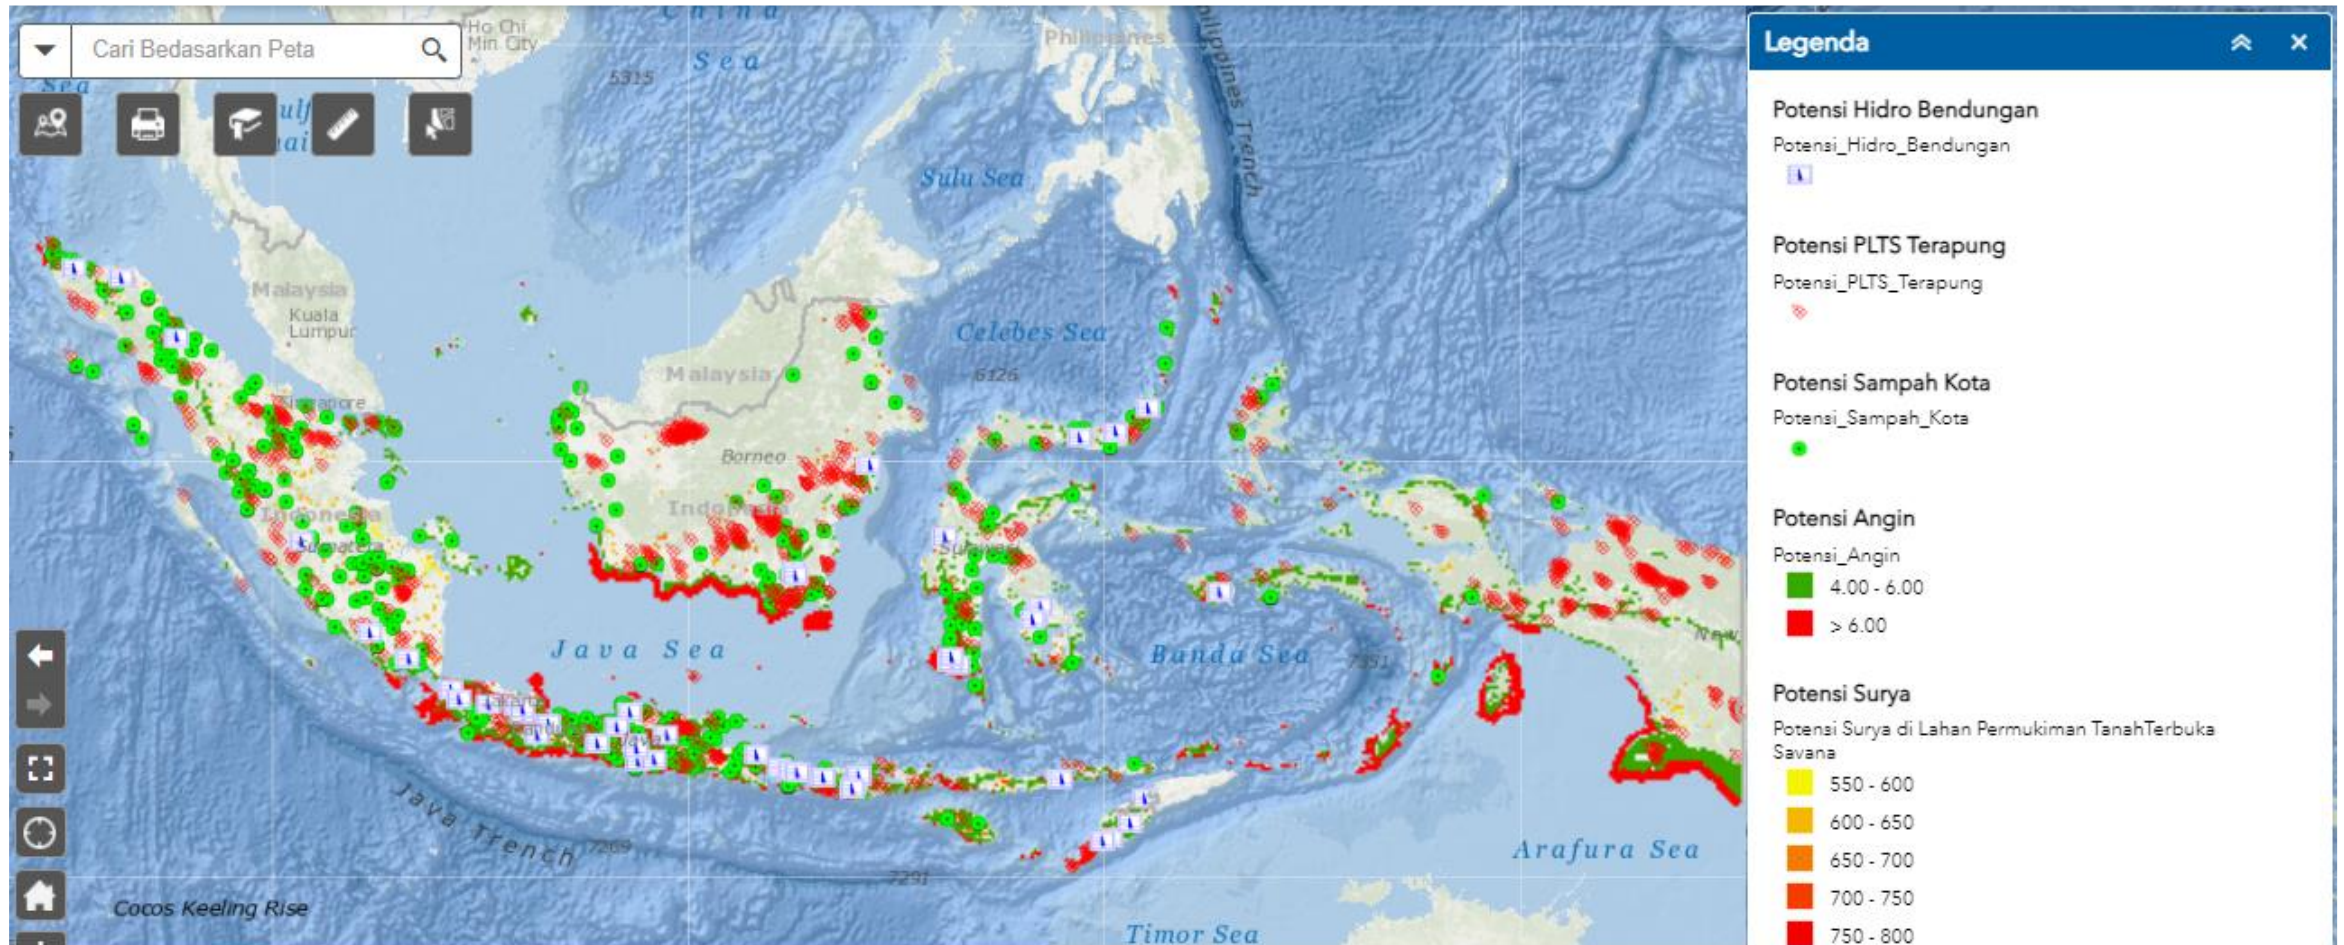 China
Sea
Ho Chi
Min City
Philippines
Philippines Trench
Cari Bedasarkan Peta
5315
Sea
Sulu Sea
Malaysia
Kuala
Lumpur
Celebes Sea
6126
Malaysia
Singapore
Borneo
Indonesia
Indonesia
Sumatera
Java Sea
Banda Sea
7351
Java Trench
7269
7291
Arafura Sea
Cocos Keeling Rise
Timor Sea
Legenda
Potensi Hidro Bendungan
Potensi_Hidro_Bendungan
Potensi PLTS Terapung
Potensi_PLTS_Terapung
Potensi Sampah Kota
Potensi_Sampah_Kota
Potensi Angin
Potensi_Angin
4.00 - 6.00
> 6.00
Potensi Surya
Potensi Surya di Lahan Permukiman TanahTerbuka
Savana
550 - 600
600 - 650
650 - 700
700 - 750
750 - 800